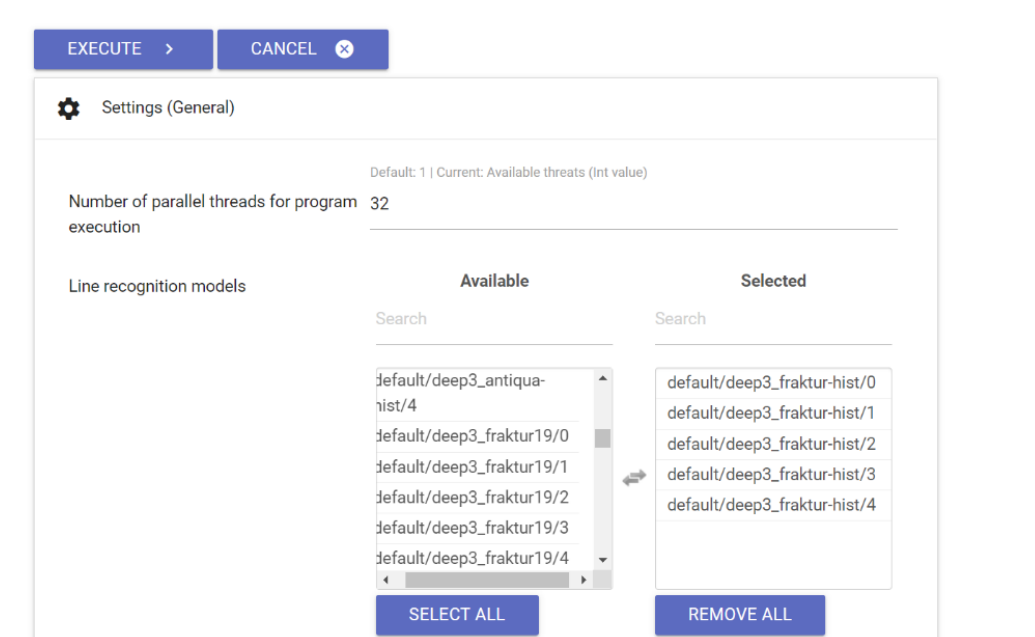 EXECUTE
CANCEL
Settings (General)
Default: 1 | Current: Available threats (Int value)
Number of parallel threads for program
execution
32
Line recognition models
Available
Search
default/deep3_antiqua-
hist/4
default/deep3_fraktur19/0
default/deep3_fraktur19/1
default/deep3_fraktur19/2
default/deep3_fraktur19/3
default/deep3_fraktur19/4
SELECT ALL
Selected
Search
default/deep3_fraktur-hist/0
default/deep3_fraktur-hist/1
default/deep3_fraktur-hist/2
default/deep3_fraktur-hist/3
default/deep3_fraktur-hist/4
REMOVE ALL